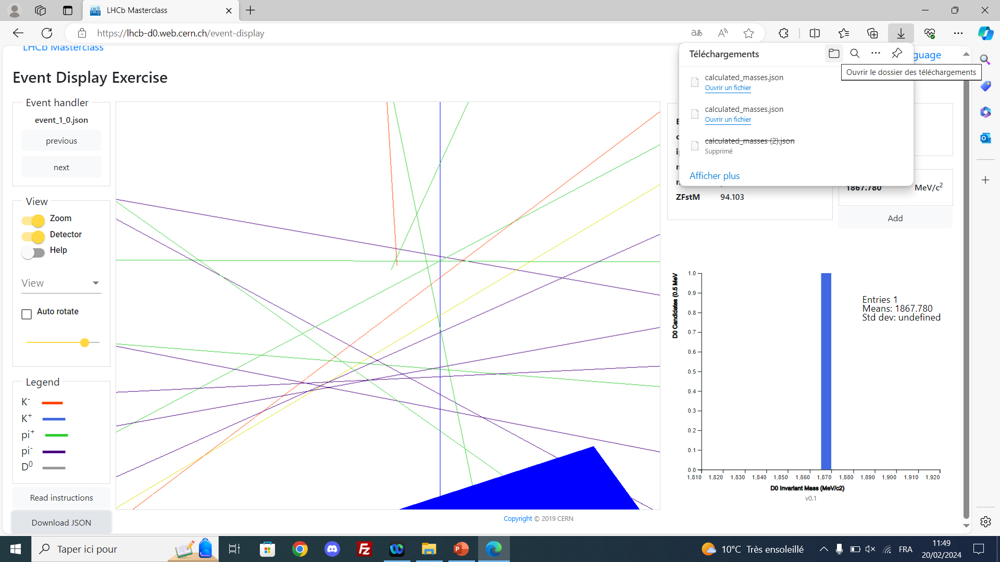 LHCb Masterclass
https://lhcb-d0.web.cern.ch/event-display
LHCb Masterclass
guage
Téléchargements
Ouvrir le dossier des téléchargements
calculated_masses.json
Ouvrir un fichier
calculated_masses.json
Ouvrir un fichier
calculated_masses (2).json
Supprimé
Afficher plus
Event Display Exercise
Event handler
event_1_0.json
previous
next
View
Zoom
Detector
Help
View
Auto rotate
Legend
K-
K+
pi+
pi-
D0
Read instructions
Download JSON
ZFstM 94.103
1867.780 MeV/c2
Add
D0 Candidates (0.5 MeV
1.0
0.9
0.8
0.7
0.6
0.5
0.4
0.3
0.2
0.1
0.0
1,810 1,820 1,830 1,840 1,850 1,860 1,870 1,880 1,890 1,900 1,910 1,920
D0 Invariant Mass (MeV/c2)
v0.1
Entries 1
Means: 1867.780
Std dev: undefined
Copyright © 2019 CERN
Taper ici pour
10°C Très ensoleillé
FRA
11:49
20/02/2024